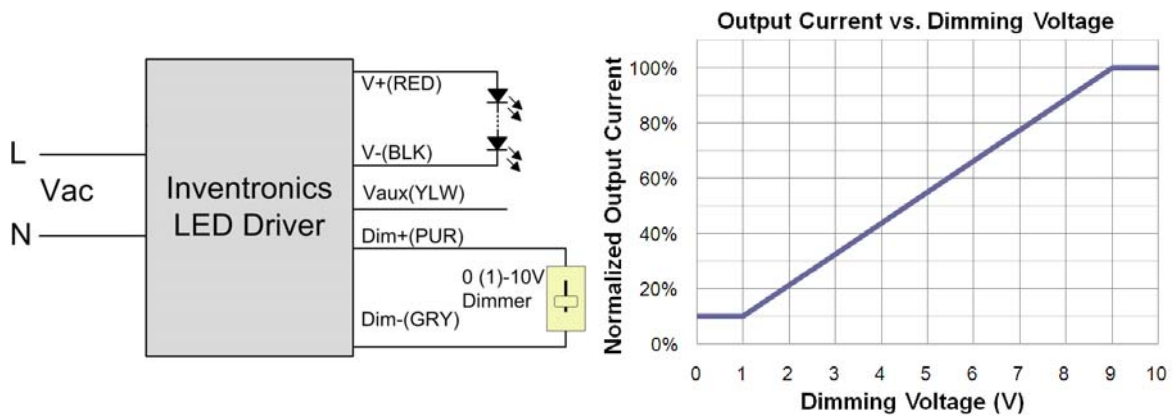 L
Vac
N
Inventronics
LED Driver
V+(RED)
V-(BLK)
Vaux(YLW)
Dim+(PUR)
0 (1)-10V
Dimmer
Dim-(GRY)
Output Current vs. Dimming Voltage
Normalized Output Current
100%
80%
60%
40%
20%
0%
0 1 2 3 4 5 6 7 8 9 10
Dimming Voltage (V)